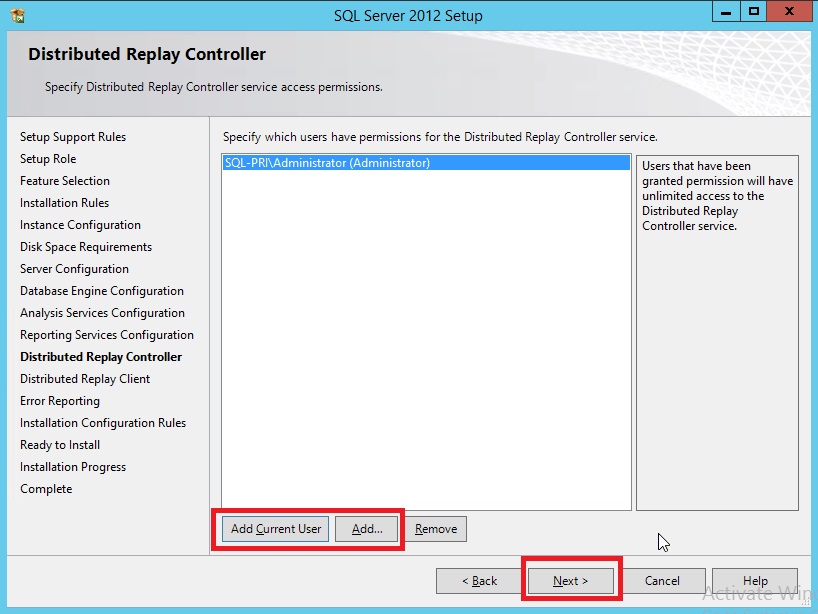 SQL Server 2012 Setup
Distributed Replay Controller
Specify Distributed Replay Controller service access permissions.
Setup Support Rules
Setup Role
Feature Selection
Installation Rules
Instance Configuration
Disk Space Requirements
Server Configuration
Database Engine Configuration
Analysis Services Configuration
Reporting Services Configuration
Distributed Replay Controller
Distributed Replay Client
Error Reporting
Installation Configuration Rules
Ready to Install
Installation Progress
Complete
Specify which users have permissions for the Distributed Replay Controller service.
SQL-PRI\Administrator (Administrator)
Users that have been
granted permission will have
unlimited access to the
Distributed Replay
Controller service.
Add Current User
Add...
Remove
< Back
Next >
Cancel
Help
Activate Win